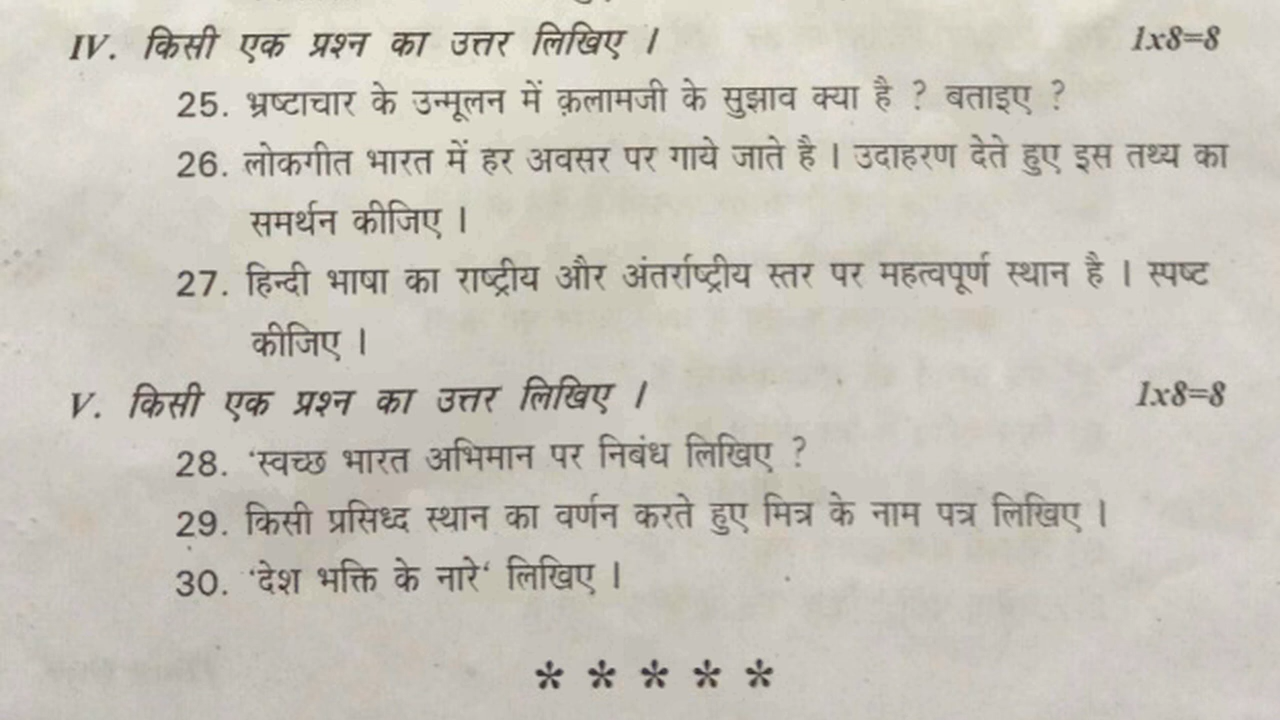 IV. किसी एक प्रश्न का उत्तर लिखिए । 1x8=8
25. भ्रष्टाचार के उन्मूलन में क़लामजी के सुझाव क्या है ? बताइए ?
26. लोकगीत भारत में हर अवसर पर गाये जाते है । उदाहरण देते हुए इस तथ्य का
समर्थन कीजिए ।
27. हिन्दी भाषा का राष्ट्रीय और अंतर्राष्ट्रीय स्तर पर महत्वपूर्ण स्थान है । स्पष्ट
कीजिए ।
V. किसी एक प्रश्न का उत्तर लिखिए । 1x8=8
28. ‘स्वच्छ भारत अभिमान पर निबंध लिखिए ?
29. किसी प्रसिध्द स्थान का वर्णन करते हुए मित्र के नाम पत्र लिखिए ।
30. ‘देश भक्ति के नारे‘ लिखिए ।
* * * * *